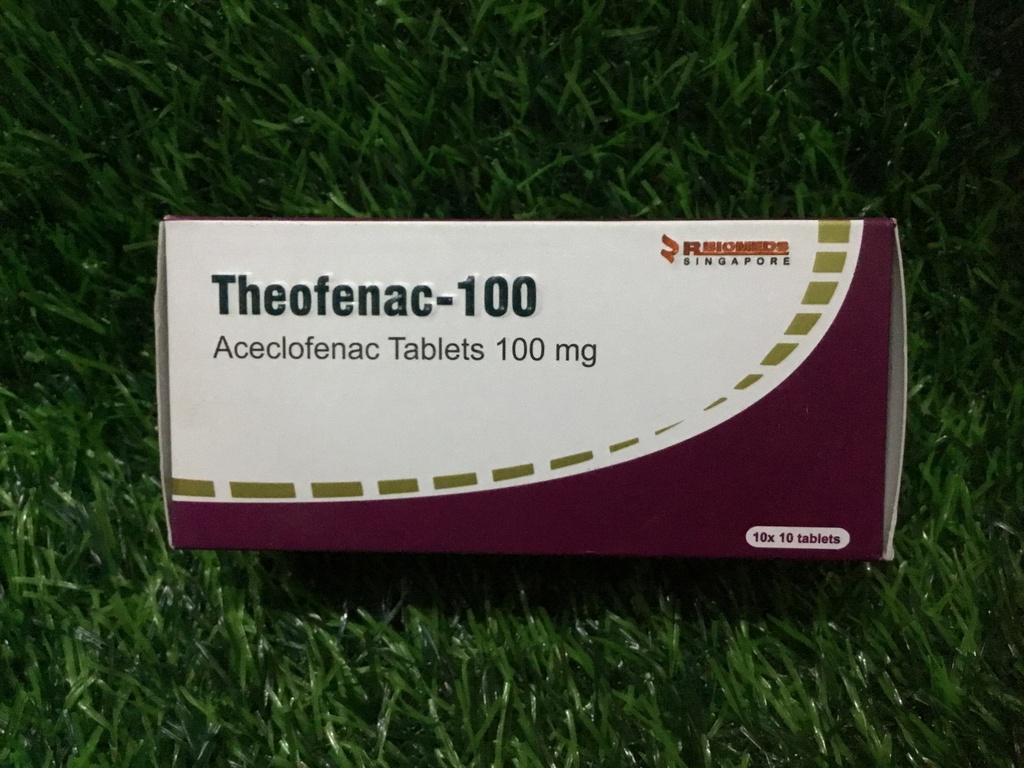 RBIOMEDS
SINGAPORE
Theofenac-100
Aceclofenac Tablets 100 mg
10x 10 tablets